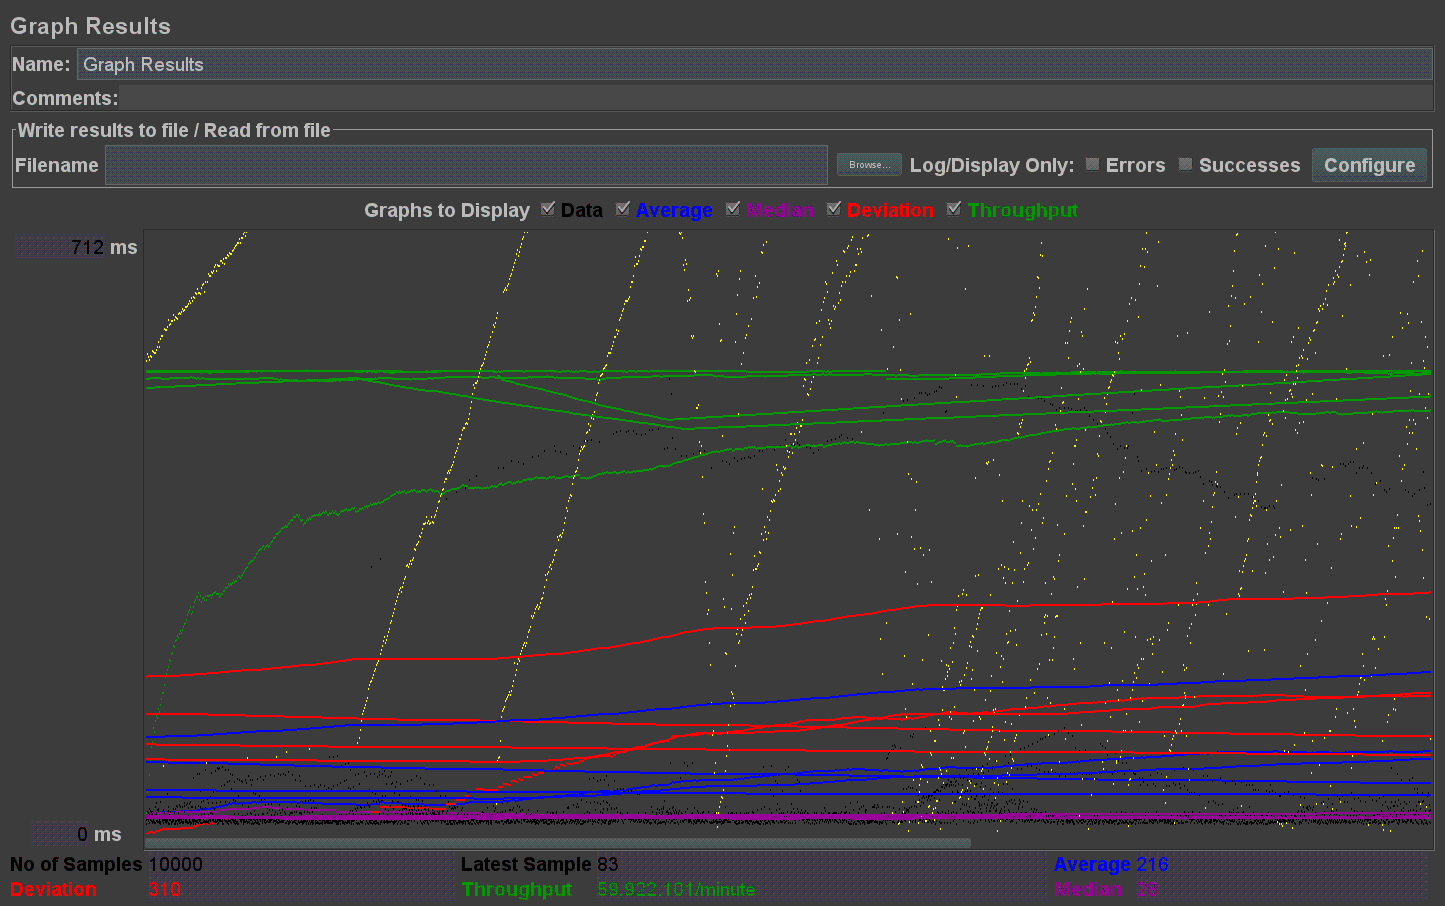 Graph Results
Name: Graph Results
Comments:
Write results to file / Read from file
Filename Browse... Log/Display Only: Errors Successes Configure
Graphs to Display Data Average Median Deviation Throughput
712 ms
0 ms
No of Samples 10000 Latest Sample 83 Average 216
Deviation 310 Throughput 59,922.101/minute Median 20